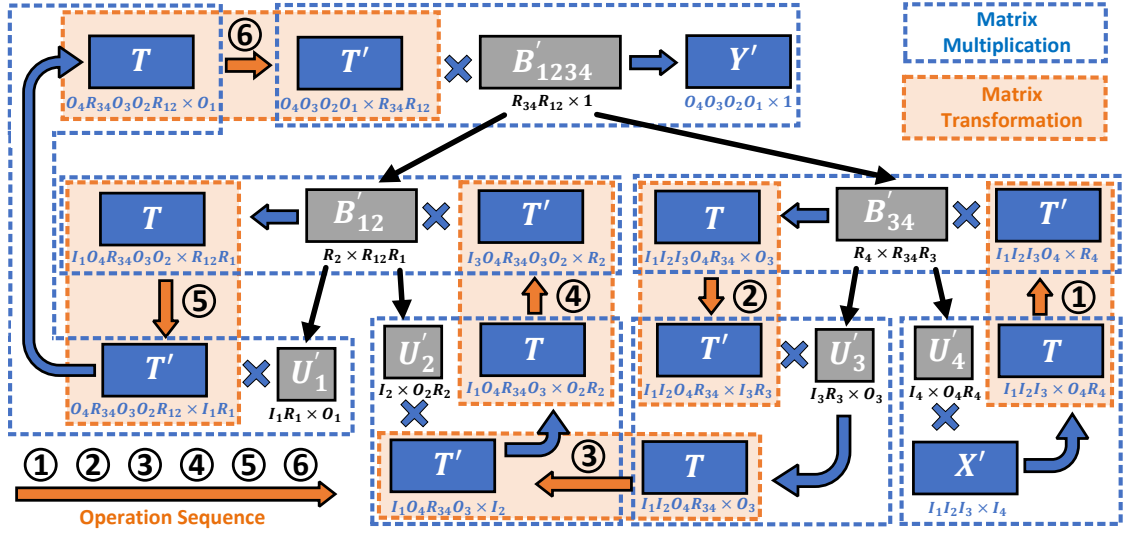 ⑥
Matrix
Multiplication
T
T′
B′₁₂₃₄
Y′
O₄R₃₄O₃O₂R₁₂ × O₁
O₄O₃O₂O₁ × R₃₄R₁₂
R₃₄R₁₂ × 1
O₄O₃O₂O₁ × 1
Matrix
Transformation
T
B′₁₂
T′
T
B′₃₄
T′
I₁O₄R₃₄O₃O₂ × R₁₂R₁
R₂ × R₁₂R₁
I₃O₄R₃₄O₃O₂ × R₂
I₁I₂I₃O₄R₃₄ × O₃
R₄ × R₃₄R₃
I₁I₂I₃O₄ × R₄
⑤
④
②
①
T′
U′₁
U′₂
T
T′
U′₃
U′₄
T
O₄R₃₄O₃O₂R₁₂ × I₁R₁
I₁R₁ × O₁
I₂ × O₂R₂
I₁O₄R₃₄O₃ × O₂R₂
I₁I₂O₄R₃₄ × I₃R₃
I₃R₃ × O₃
I₄ × O₄R₄
I₁I₂I₃ × O₄R₄
① ② ③ ④ ⑤ ⑥
Operation Sequence
T′
③
T
X′
I₁O₄R₃₄O₃ × I₂
I₁I₂O₄R₃₄ × O₃
I₁I₂I₃ × I₄